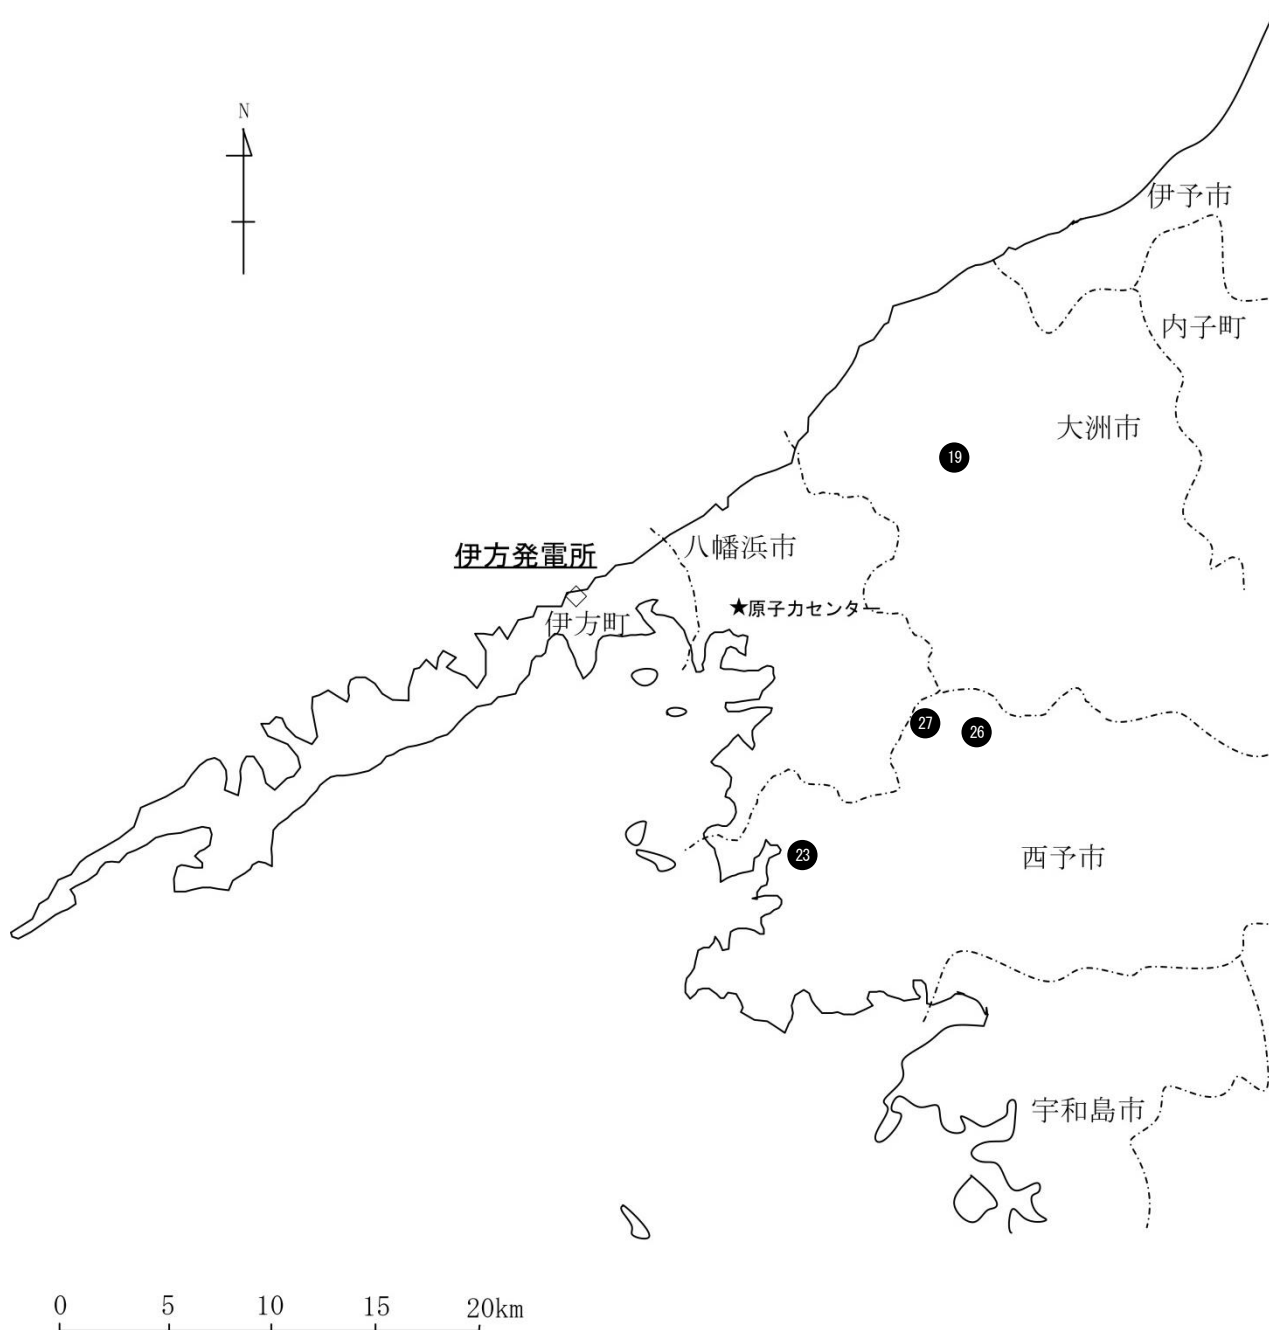 N
伊予市
内子町
大洲市
19
八幡浜市
伊方発電所
★原子力センター
伊方町
27
26
23
西予市
宇和島市
0 5 10 15 20km